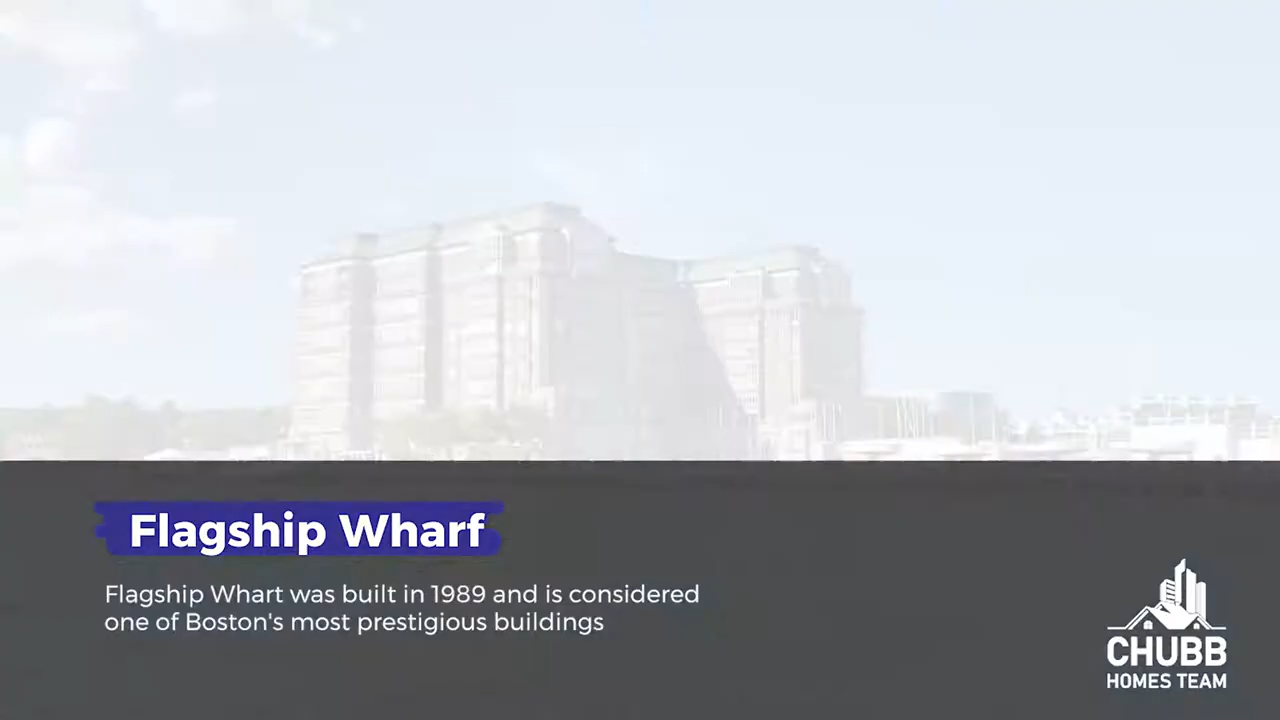 Flagship Wharf
Flagship Whart was built in 1989 and is considered
one of Boston's most prestigious buildings
CHUBB
HOMES TEAM